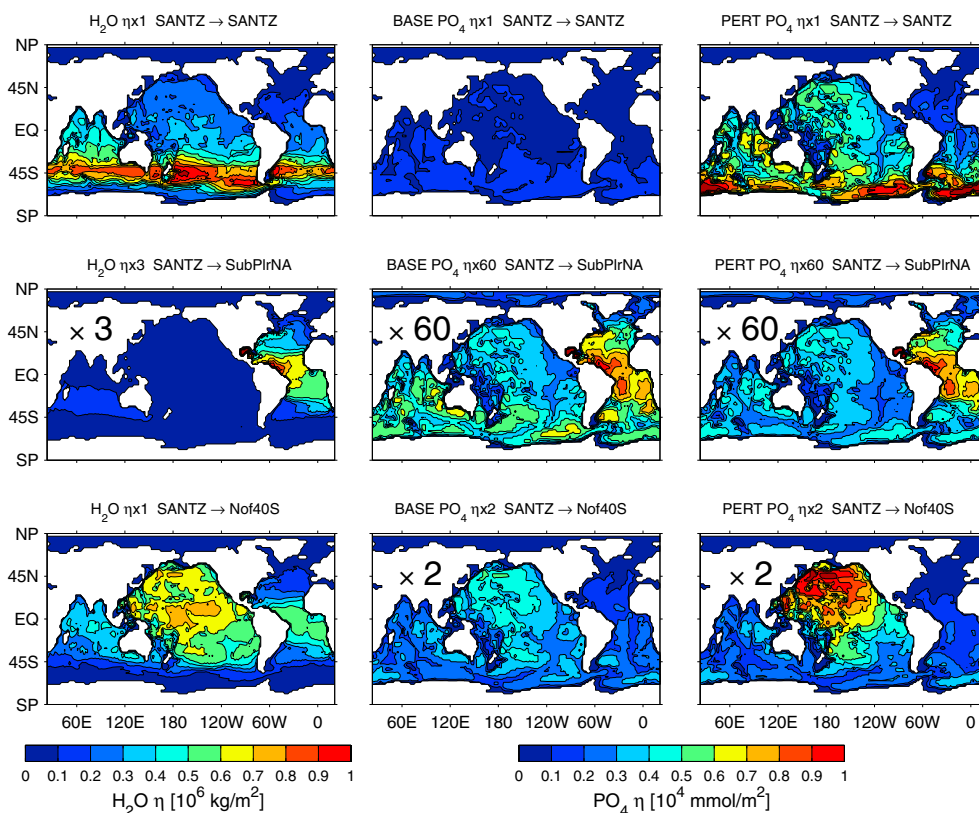 H₂O ηx1 SANTZ → SANTZ
BASE PO₄ ηx1 SANTZ → SANTZ
PERT PO₄ ηx1 SANTZ → SANTZ
NP
45N
EQ
45S
SP
H₂O ηx3 SANTZ → SubPlrNA
BASE PO₄ ηx60 SANTZ → SubPlrNA
PERT PO₄ ηx60 SANTZ → SubPlrNA
NP
45N
EQ
45S
SP
× 3
× 60
× 60
H₂O ηx1 SANTZ → Nof40S
BASE PO₄ ηx2 SANTZ → Nof40S
PERT PO₄ ηx2 SANTZ → Nof40S
NP
45N
EQ
45S
SP
× 2
× 2
60E 120E 180 120W 60W 0
60E 120E 180 120W 60W 0
60E 120E 180 120W 60W 0
0 0.1 0.2 0.3 0.4 0.5 0.6 0.7 0.8 0.9 1
H₂O η [10⁶ kg/m²]
0 0.1 0.2 0.3 0.4 0.5 0.6 0.7 0.8 0.9 1
PO₄ η [10⁴ mmol/m²]